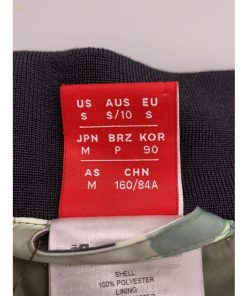 US AUS EU
S S/10 S
JPN BRZ KOR
M P 90
AS CHN
M 160/84A
SHELL:
100% POLYESTER
LINING: